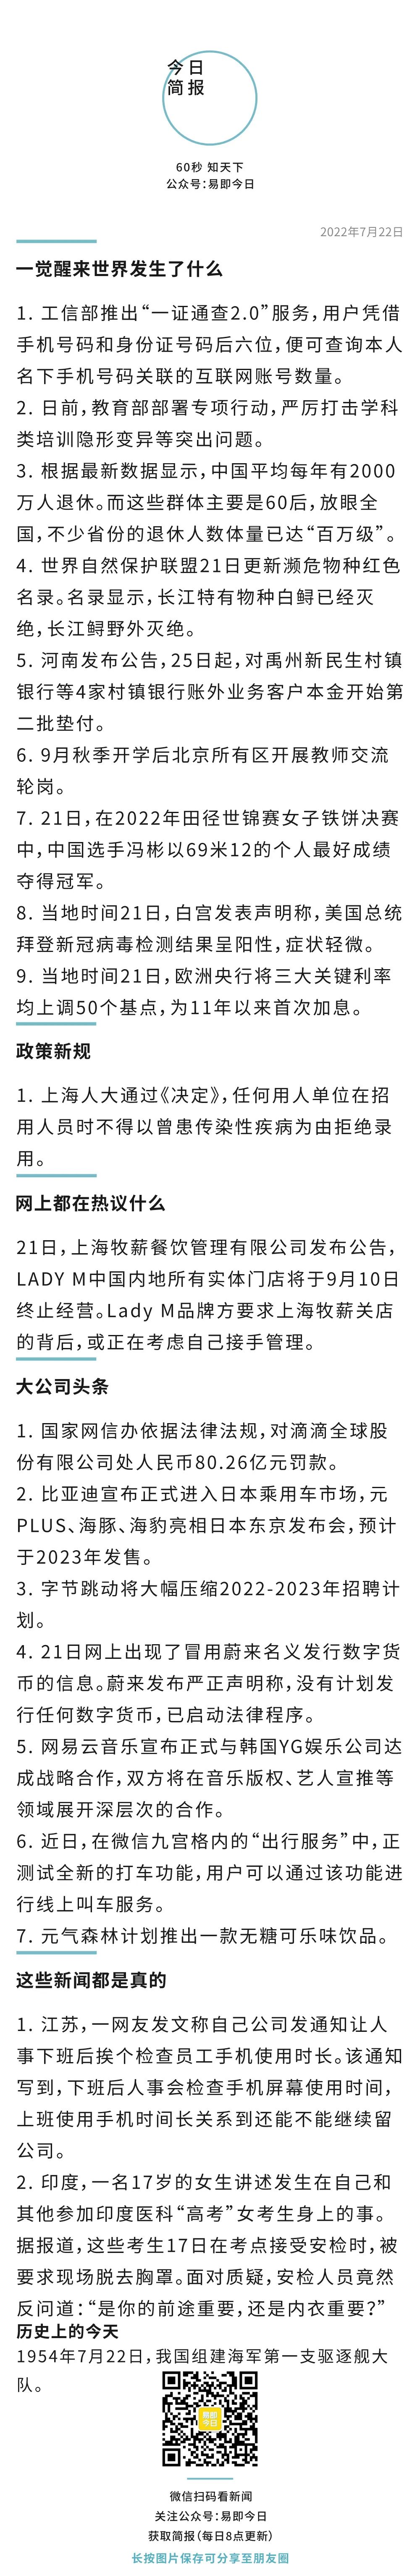 今日
简报
60秒 知天下
公众号：易即今日
2022年7月22日
一觉醒来世界发生了什么
1. 工信部推出“一证通查2.0”服务，用户凭借
手机号码和身份证号码后六位，便可查询本人
名下手机号码关联的互联网账号数量。
2. 日前，教育部部署专项行动，严厉打击学科
类培训隐形变异等突出问题。
3. 根据最新数据显示，中国平均每年有2000
万人退休。而这些群体主要是60后，放眼全
国，不少省份的退休人数体量已达“百万级”。
4. 世界自然保护联盟21日更新濒危物种红色
名录。名录显示，长江特有物种白鲟已经灭
绝，长江鲟野外灭绝。
5. 河南发布公告，25日起，对禹州新民生村镇
银行等4家村镇银行账外业务客户本金开始第
二批垫付。
6. 9月秋季开学后北京所有区开展教师交流
轮岗。
7. 21日，在2022年田径世锦赛女子铁饼决赛
中，中国选手冯彬以69米12的个人最好成绩
夺得冠军。
8. 当地时间21日，白宫发表声明称，美国总统
拜登新冠病毒检测结果呈阳性，症状轻微。
9. 当地时间21日，欧洲央行将三大关键利率
均上调50个基点，为11年以来首次加息。
政策新规
1. 上海人大通过《决定》，任何用人单位在招
用人员时不得以曾患传染性疾病为由拒绝录
用。
网上都在热议什么
21日，上海牧薪餐饮管理有限公司发布公告，
LADY M中国内地所有实体门店将于9月10日
终止经营。Lady M品牌方要求上海牧薪关店
的背后，或正在考虑自己接手管理。
大公司头条
1. 国家网信办依据法律法规，对滴滴全球股
份有限公司处人民币80.26亿元罚款。
2. 比亚迪宣布正式进入日本乘用车市场，元
PLUS、海豚、海豹亮相日本东京发布会，预计
于2023年发售。
3. 字节跳动将大幅压缩2022-2023年招聘计
划。
4. 21日网上出现了冒用蔚来名义发行数字货
币的信息。蔚来发布严正声明称，没有计划发
行任何数字货币，已启动法律程序。
5. 网易云音乐宣布正式与韩国YG娱乐公司达
成战略合作，双方将在音乐版权、艺人宣推等
领域展开深层次的合作。
6. 近日，在微信九宫格内的“出行服务”中，正
测试全新的打车功能，用户可以通过该功能进
行线上叫车服务。
7. 元气森林计划推出一款无糖可乐味饮品。
这些新闻都是真的
1. 江苏，一网友发文称自己公司发通知让人
事下班后挨个检查员工手机使用时长。该通知
写到，下班后人事会检查手机屏幕使用时间，
上班使用手机时间长关系到还能不能继续留
公司。
2. 印度，一名17岁的女生讲述发生在自己和
其他参加印度医科“高考”女考生身上的事。
据报道，这些考生17日在考点接受安检时，被
要求现场脱去胸罩。面对质疑，安检人员竟然
反问道：“是你的前途重要，还是内衣重要？”
历史上的今天
1954年7月22日，我国组建海军第一支驱逐舰大
队。
易即
今日
微信扫码看新闻
关注公众号：易即今日
获取简报（每日8点更新）
长按图片保存可分享至朋友圈